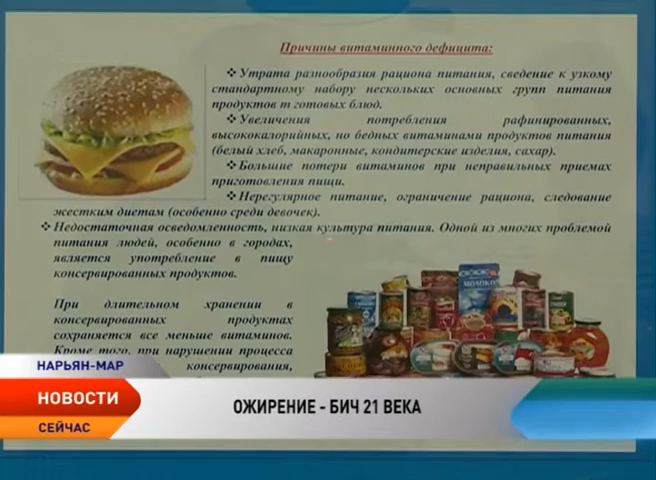 Причины витаминного дефицита:
❖Утрата разнообразия рациона питания, сведение к узкому
стандартному набору нескольких основных групп питания
продуктов т готовых блюд.
❖Увеличения потребления рафинированных,
высококалорийных, но бедных витаминами продуктов питания
(белый хлеб, макаронные, кондитерские изделия, сахар).
❖Большие потери витаминов при неправильных приемах
приготовления пищи.
❖Нерегулярное питание, ограничение рациона, следование
жестким диетам (особенно среди девочек).
❖Недостаточная осведомленность, низкая культура питания. Одной из многих проблемой
питания людей, особенно в городах,
является употребление в пищу
консервированных продуктов.
При длительном хранении в
консервированных продуктах
сохраняется все меньше витаминов.
Кроме того, при нарушении процесса
консервирования,
МОЛОКО
НАРЬЯН-МАР
НОВОСТИ
СЕЙЧАС
ОЖИРЕНИЕ - БИЧ 21 ВЕКА